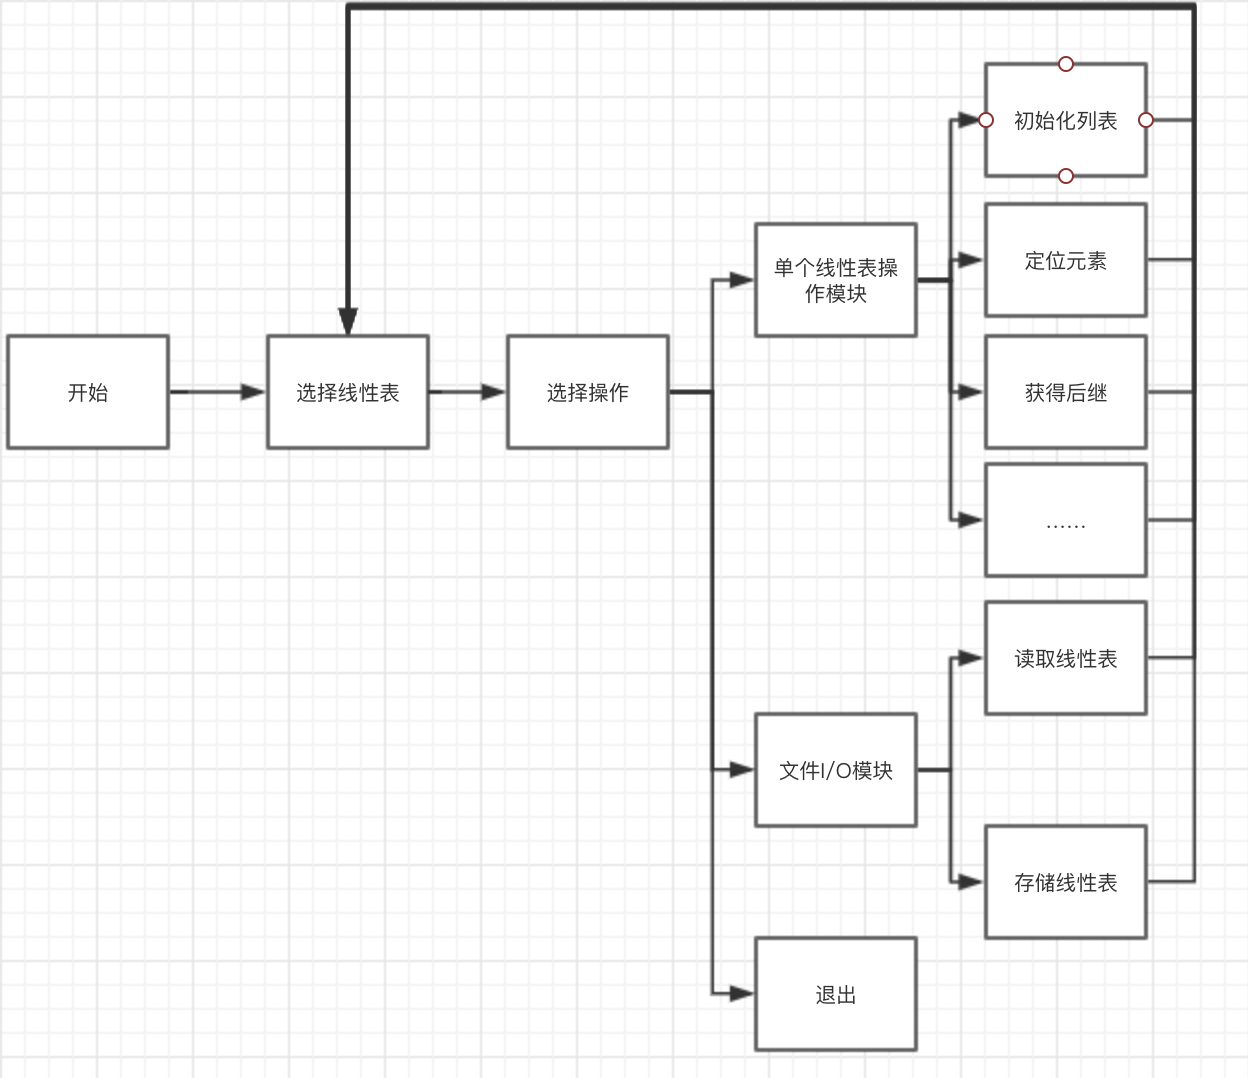 开始
选择线性表
选择操作
单个线性表操
作模块
初始化列表
定位元素
获得后继
……
文件I/O模块
读取线性表
存储线性表
退出